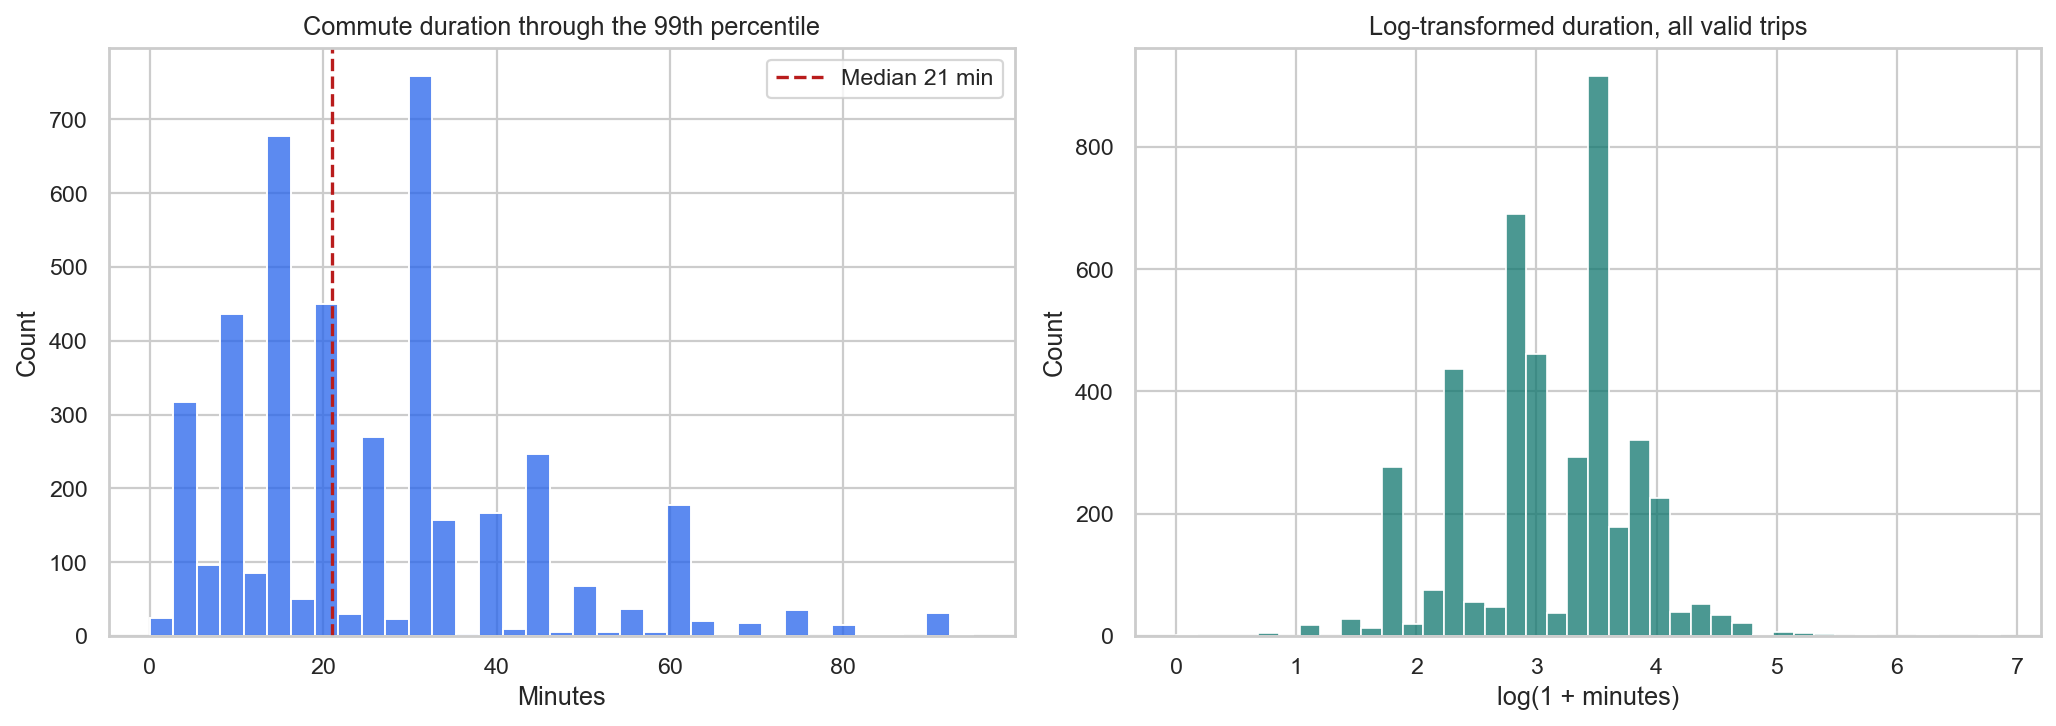 Commute duration through the 99th percentile
Median 21 min
700
600
500
400
300
200
100
0
Count
0 20 40 60 80
Minutes
Log-transformed duration, all valid trips
800
600
400
200
0
Count
0 1 2 3 4 5 6 7
log(1 + minutes)